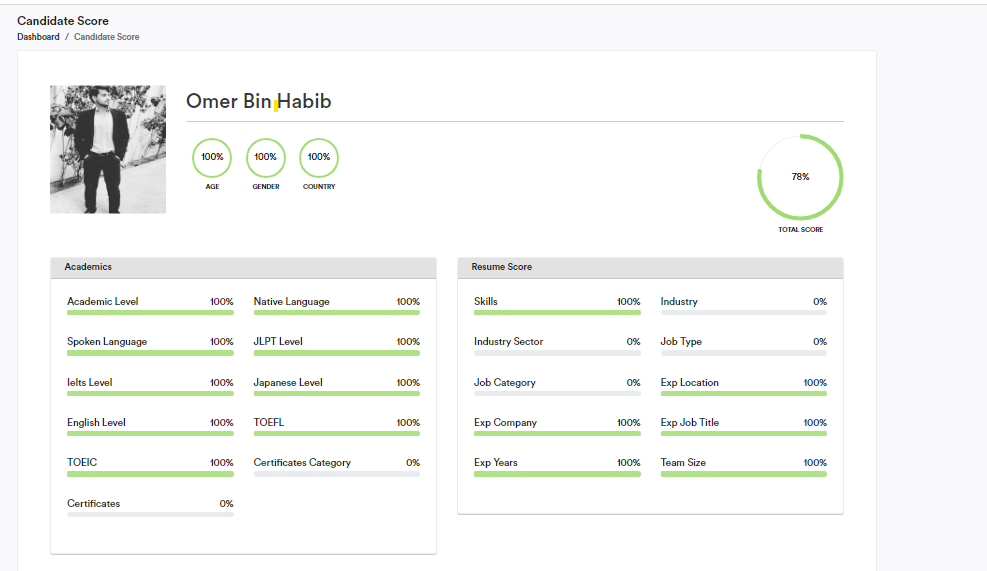 Candidate Score
Dashboard / Candidate Score
Omer Bin Habib
100% 100% 100%
AGE GENDER COUNTRY
78%
TOTAL SCORE
Academics
Academic Level 100% Native Language 100%
Spoken Language 100% JLPT Level 100%
Ielts Level 100% Japanese Level 100%
English Level 100% TOEFL 100%
TOEIC 100% Certificates Category 0%
Certificates 0%
Resume Score
Skills 100% Industry 0%
Industry Sector 0% Job Type 0%
Job Category 0% Exp Location 100%
Exp Company 100% Exp Job Title 100%
Exp Years 100% Team Size 100%